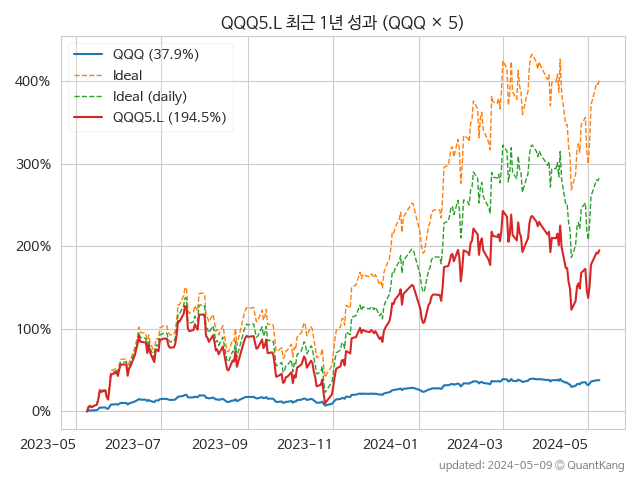 QQQ5.L 최근 1년 성과 (QQQ × 5)
QQQ (37.9%)
Ideal
Ideal (daily)
QQQ5.L (194.5%)
400%
300%
200%
100%
0%
2023-05 2023-07 2023-09 2023-11 2024-01 2024-03 2024-05
updated: 2024-05-09 © QuantKang